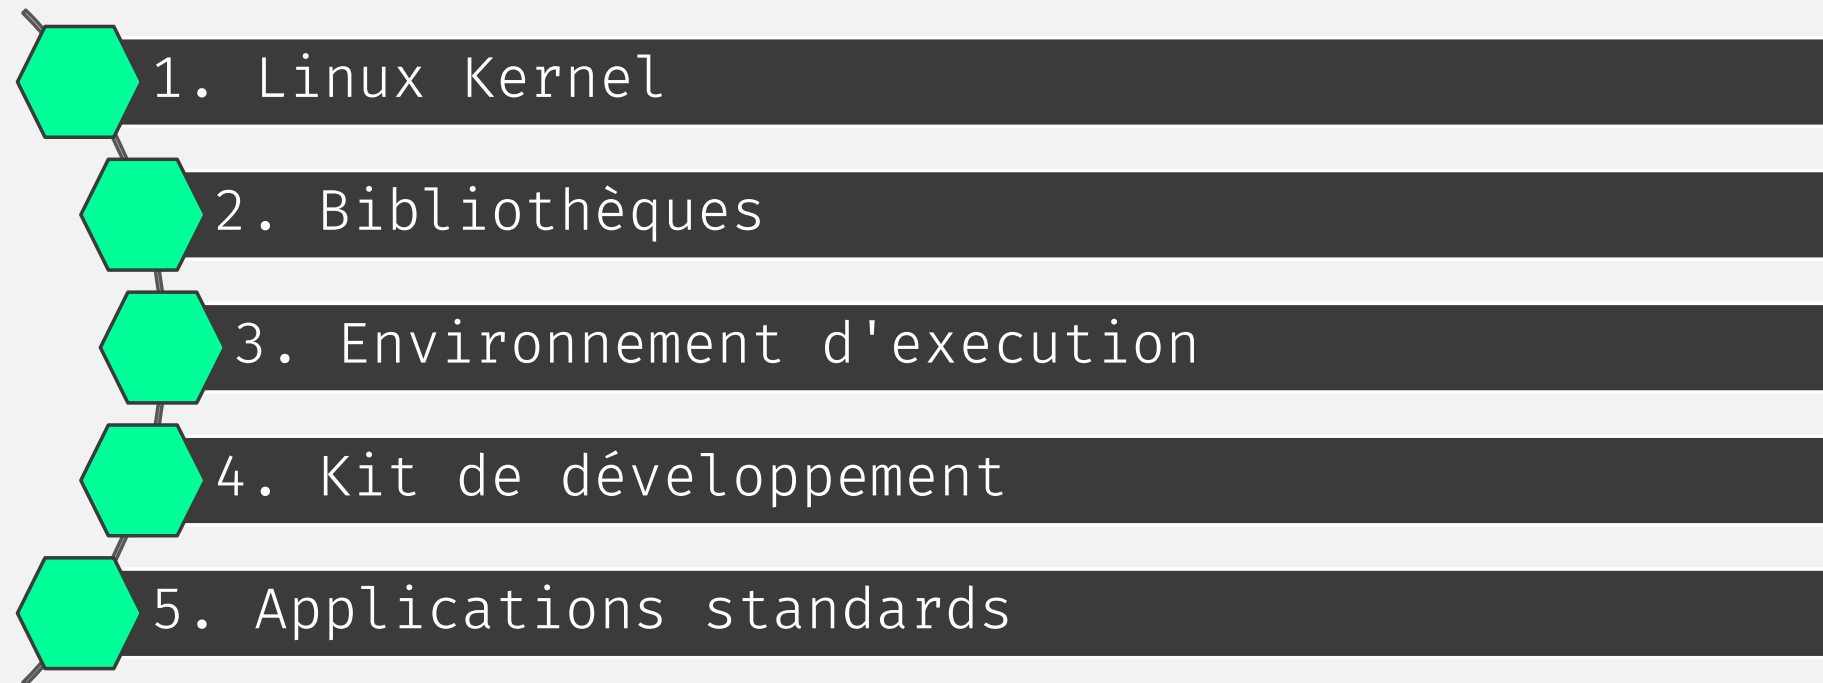 1. Linux Kernel
2. Bibliothèques
3. Environnement d'execution
4. Kit de développement
5. Applications standards